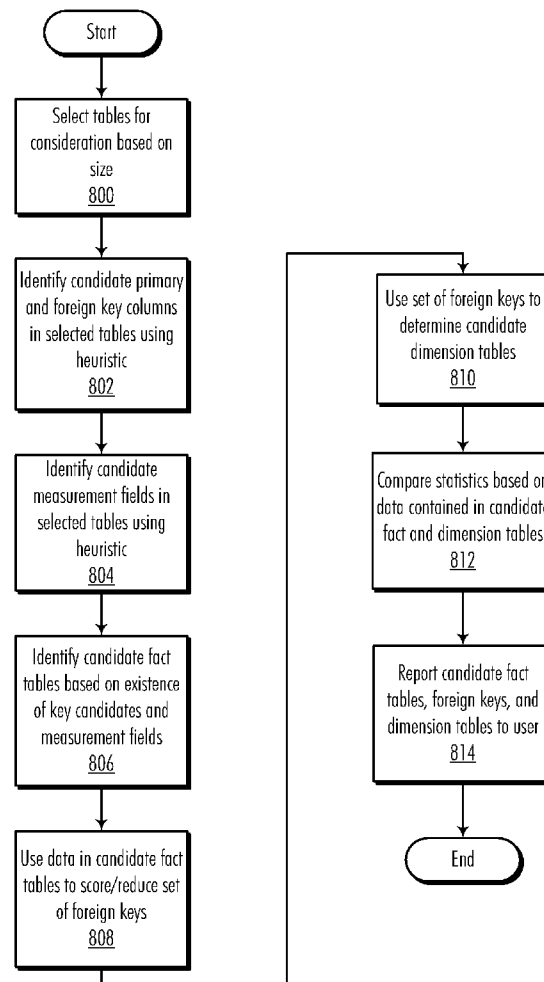 Start
Select tables for
consideration based on
size
800
Identify candidate primary
and foreign key columns
in selected tables using
heuristic
802
Identify candidate
measurement fields in
selected tables using
heuristic
804
Identify candidate fact
tables based on existence
of key candidates and
measurement fields
806
Use data in candidate fact
tables to score/reduce set
of foreign keys
808
Use set of foreign keys to
determine candidate
dimension tables
810
Compare statistics based on
data contained in candidate
fact and dimension tables
812
Report candidate fact
tables, foreign keys, and
dimension tables to user
814
End